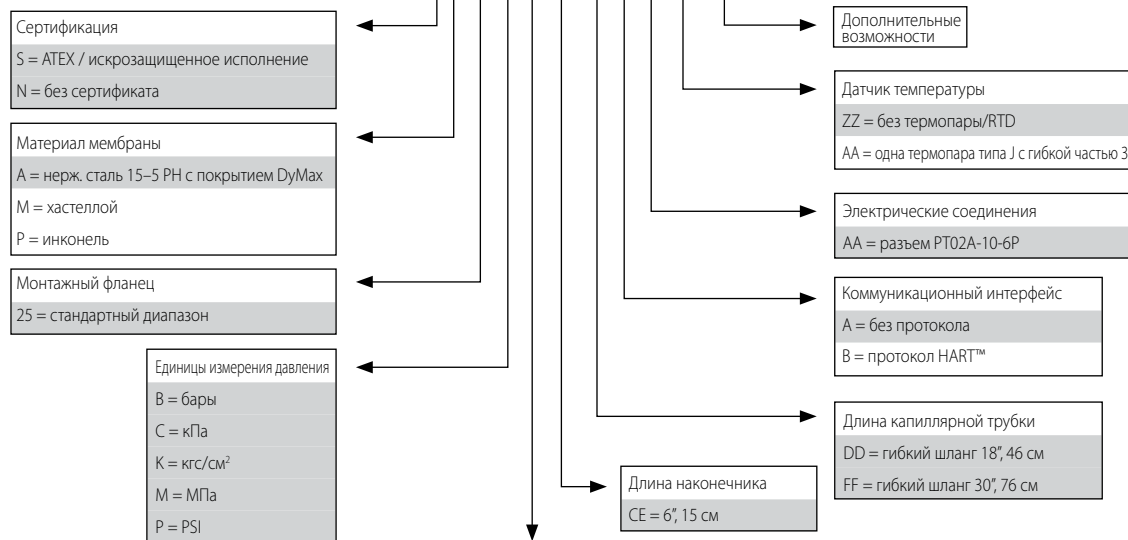 Сертификация
S = ATEX / искрозащищенное исполнение
N = без сертификата
Материал мембраны
A = нерж. сталь 15–5 PH с покрытием DyMax
M = хастеллой
P = инконель
Монтажный фланец
25 = стандартный диапазон
Единицы измерения давления
B = бары
C = кПа
K = кгс/см²
M = МПа
P = PSI
Длина наконечника
CE = 6”, 15 см
Дополнительные
возможности
Датчик температуры
ZZ = без термопары/RTD
AA = одна термопара типа J с гибкой частью 3
Электрические соединения
AA = разъем PT02A-10-6P
Коммуникационный интерфейс
A = без протокола
B = протокол HART™
Длина капиллярной трубки
DD = гибкий шланг 18”, 46 см
FF = гибкий шланг 30”, 76 см